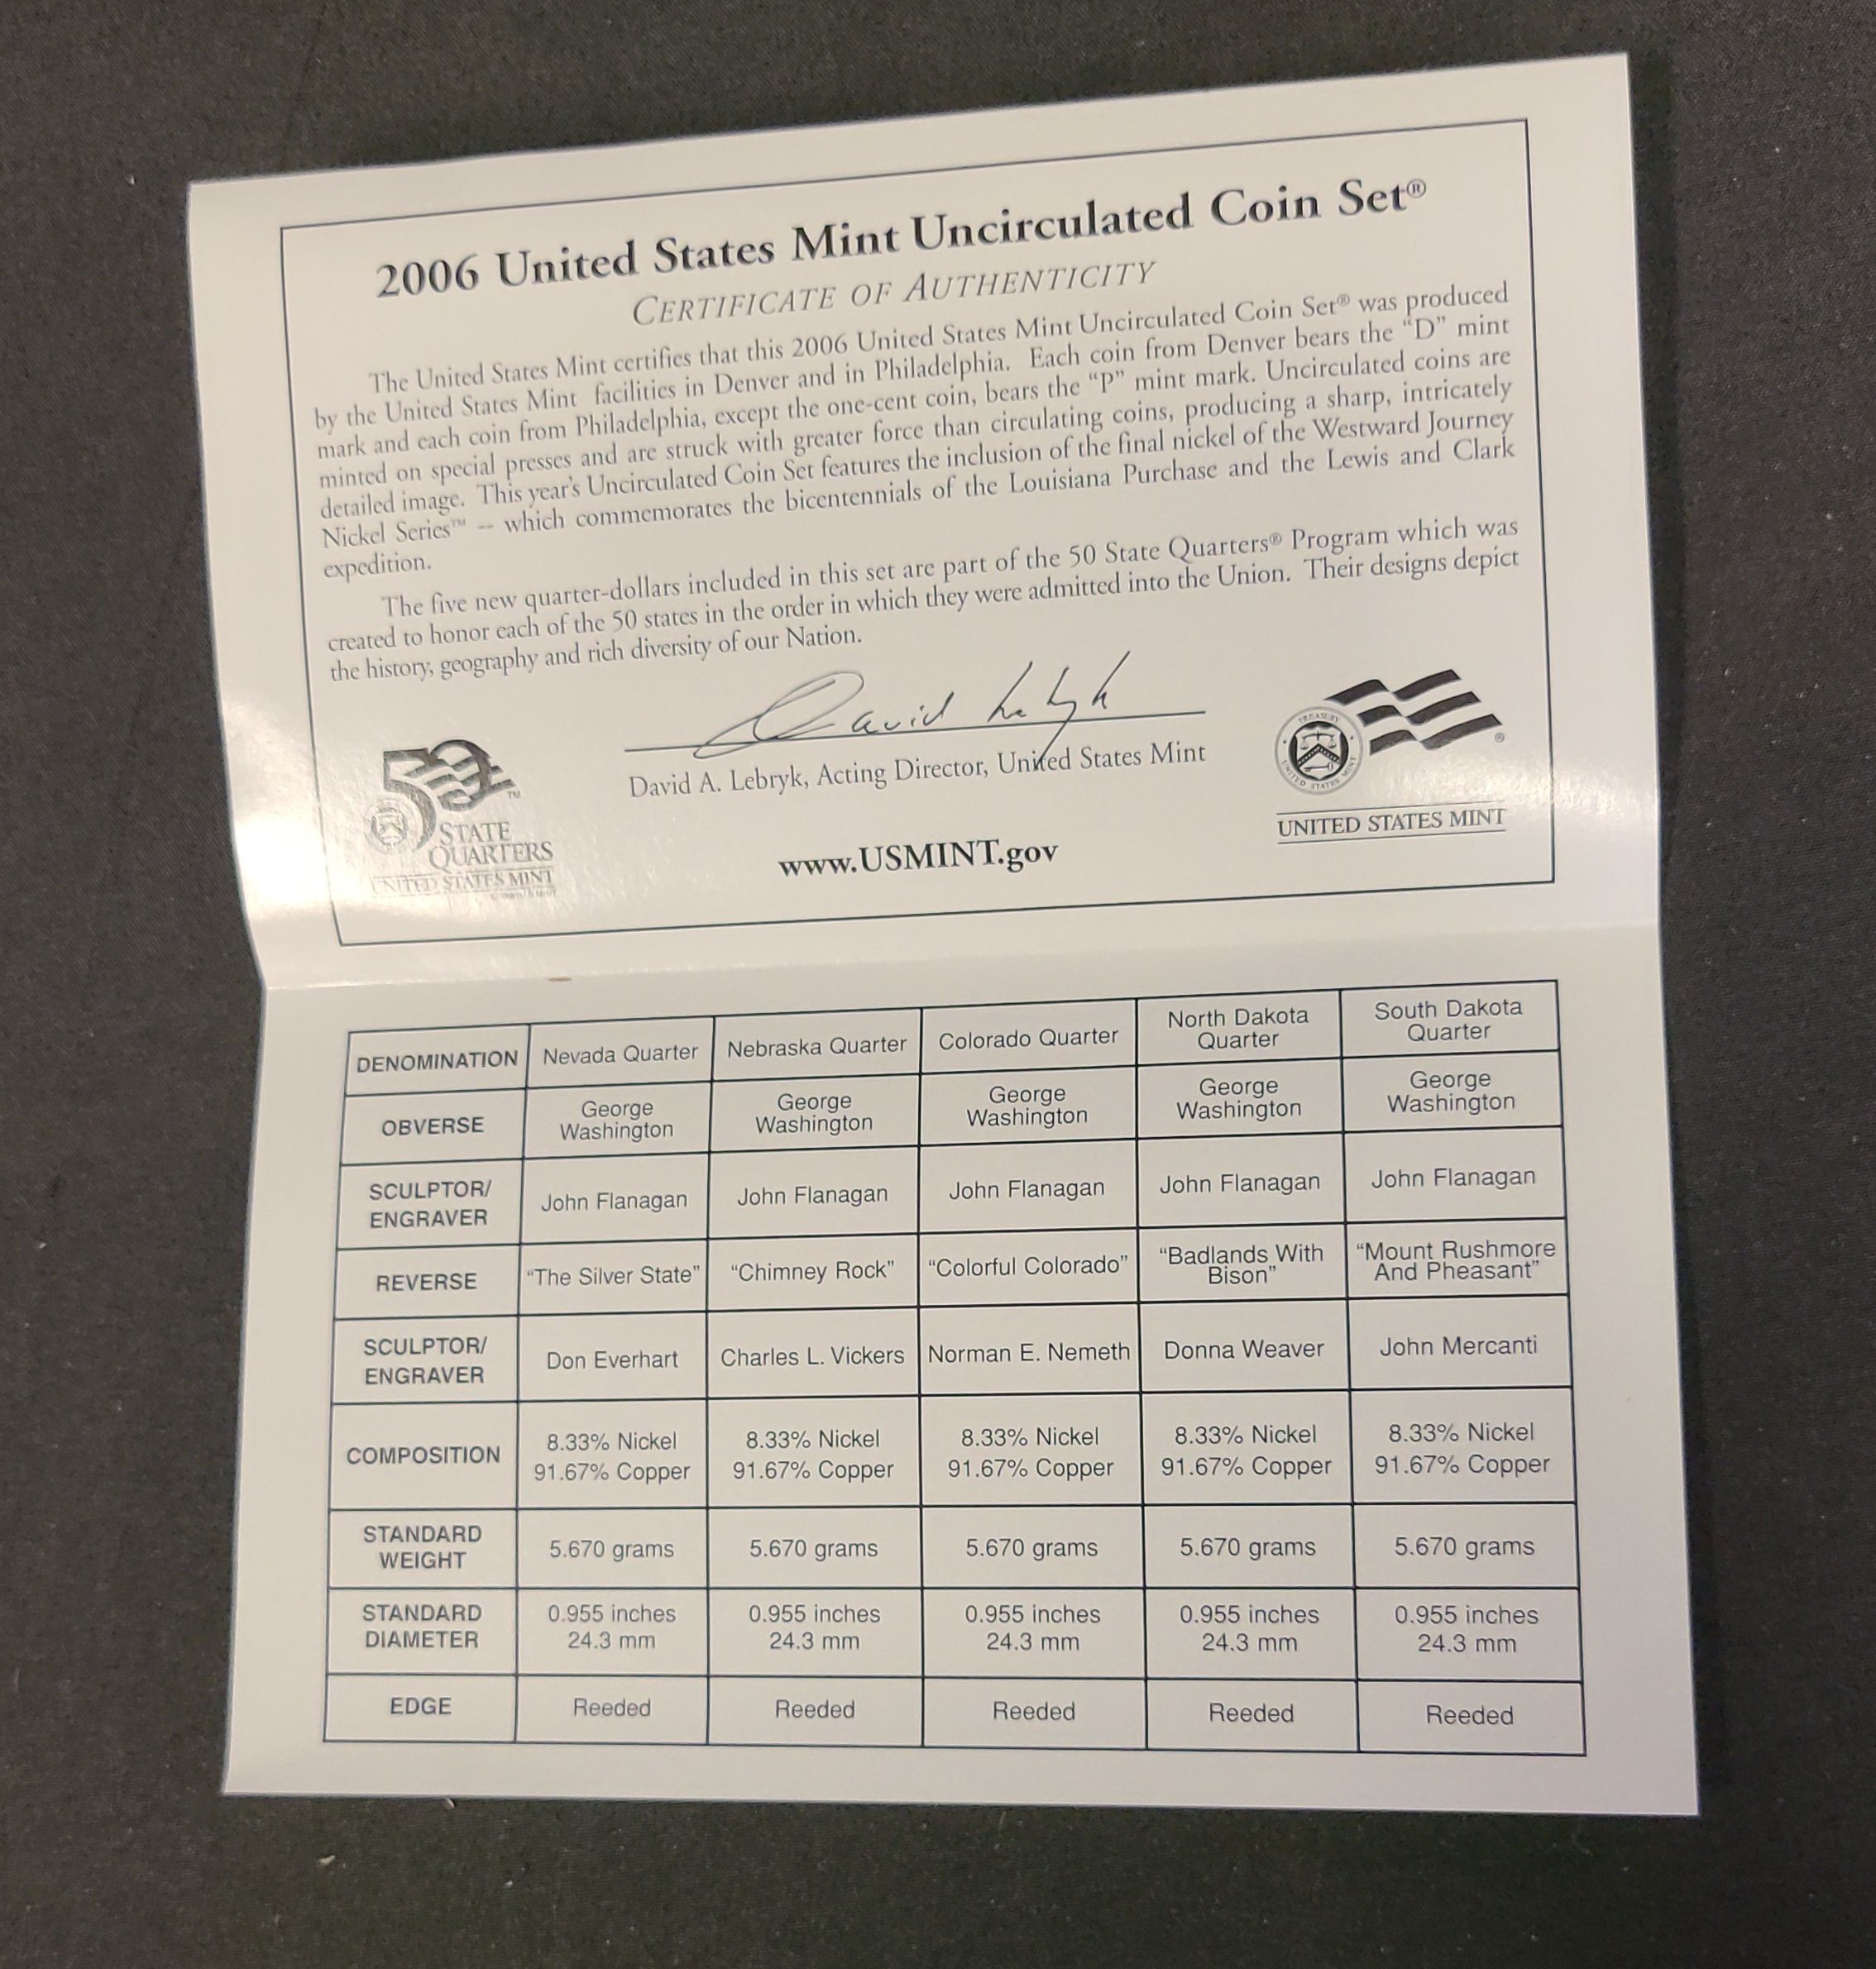 2006 United States Mint Uncirculated Coin Set®
CERTIFICATE OF AUTHENTICITY
The United States Mint certifies that this 2006 United States Mint Uncirculated Coin Set® was produced
by the United States Mint facilities in Denver and in Philadelphia. Each coin from Denver bears the “D” mint
mark and each coin from Philadelphia, except the one-cent coin, bears the “P” mint mark. Uncirculated coins are
minted on special presses and are struck with greater force than circulating coins, producing a sharp, intricately
detailed image. This year's Uncirculated Coin Set features the inclusion of the final nickel of the Westward Journey
Nickel Series™ -- which commemorates the bicentennials of the Louisiana Purchase and the Lewis and Clark
expedition.
The five new quarter-dollars included in this set are part of the 50 State Quarters® Program which was
created to honor each of the 50 states in the order in which they were admitted into the Union. Their designs depict
the history, geography and rich diversity of our Nation.
David Lebryk
David A. Lebryk, Acting Director, United States Mint
www.USMINT.gov
50™
STATE
QUARTERS
UNITED STATES MINT
TREASURY
UNITED STATES MINT
®
UNITED STATES MINT
DENOMINATION Nevada Quarter Nebraska Quarter Colorado Quarter North Dakota Quarter South Dakota Quarter
OBVERSE George Washington George Washington George Washington George Washington George Washington
SCULPTOR/ENGRAVER John Flanagan John Flanagan John Flanagan John Flanagan John Flanagan
REVERSE “The Silver State” “Chimney Rock” “Colorful Colorado” “Badlands With Bison” “Mount Rushmore And Pheasant”
SCULPTOR/ENGRAVER Don Everhart Charles L. Vickers Norman E. Nemeth Donna Weaver John Mercanti
COMPOSITION 8.33% Nickel 91.67% Copper 8.33% Nickel 91.67% Copper 8.33% Nickel 91.67% Copper 8.33% Nickel 91.67% Copper 8.33% Nickel 91.67% Copper
STANDARD WEIGHT 5.670 grams 5.670 grams 5.670 grams 5.670 grams 5.670 grams
STANDARD DIAMETER 0.955 inches 24.3 mm 0.955 inches 24.3 mm 0.955 inches 24.3 mm 0.955 inches 24.3 mm 0.955 inches 24.3 mm
EDGE Reeded Reeded Reeded Reeded Reeded